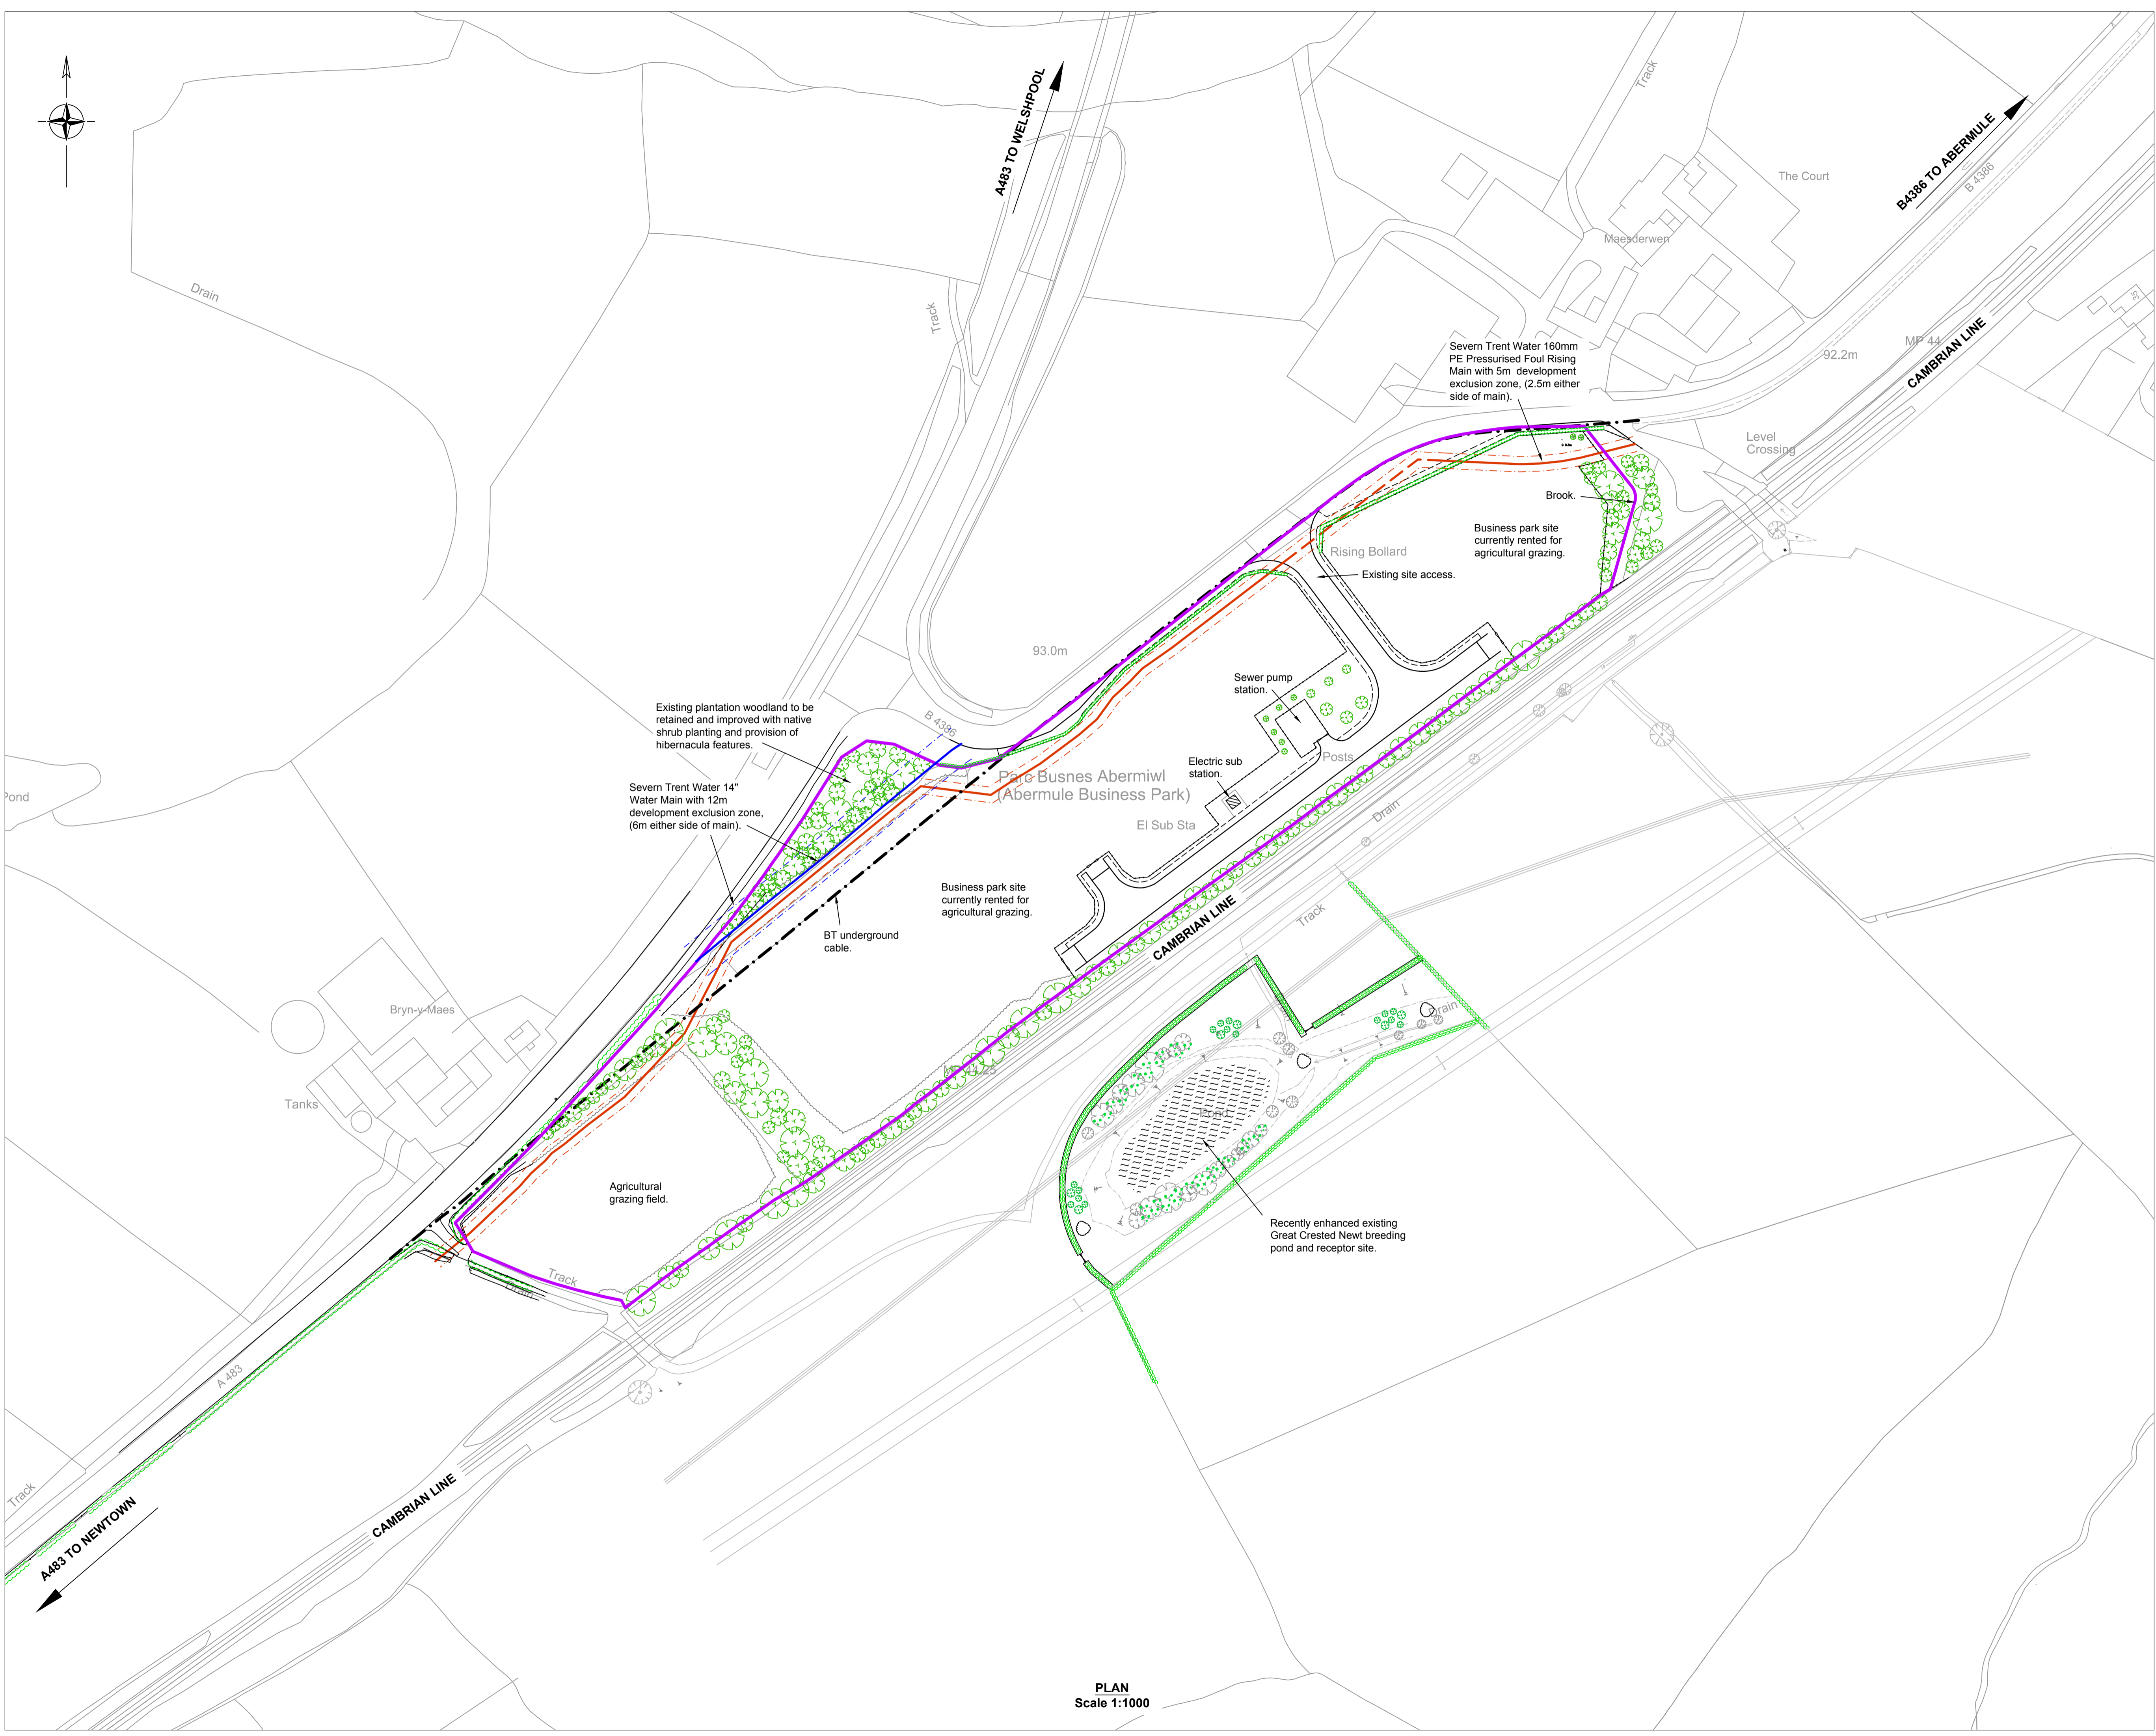 A483 TO WELSHPOOL
Track
The Court
B4386 TO ABERMULE
B 4386
Maesderwen
Drain
Track
35
Severn Trent Water 160mm
PE Pressurised Foul Rising
Main with 5m development
exclusion zone, (2.5m either
side of main).
MP 44
92.2m
CAMBRIAN LINE
Level
Crossing
Brook.
Business park site
currently rented for
agricultural grazing.
Rising Bollard
Existing site access.
93.0m
Sewer pump
station.
Existing plantation woodland to be
retained and improved with native
shrub planting and provision of
hibernacula features.
B 4386
Posts
Electric sub
station.
Parc Busnes Abermiwl
(Abermule Business Park)
Severn Trent Water 14"
Water Main with 12m
development exclusion zone,
(6m either side of main).
Pond
El Sub Sta
Drain
Business park site
currently rented for
agricultural grazing.
BT underground
cable.
CAMBRIAN LINE
Track
Bryn-y-Maes
Drain
MP 44.25
Tanks
Pond
Agricultural
grazing field.
Recently enhanced existing
Great Crested Newt breeding
pond and receptor site.
Track
Drain
A 483
Track
A483 TO NEWTOWN
CAMBRIAN LINE
PLAN
Scale 1:1000